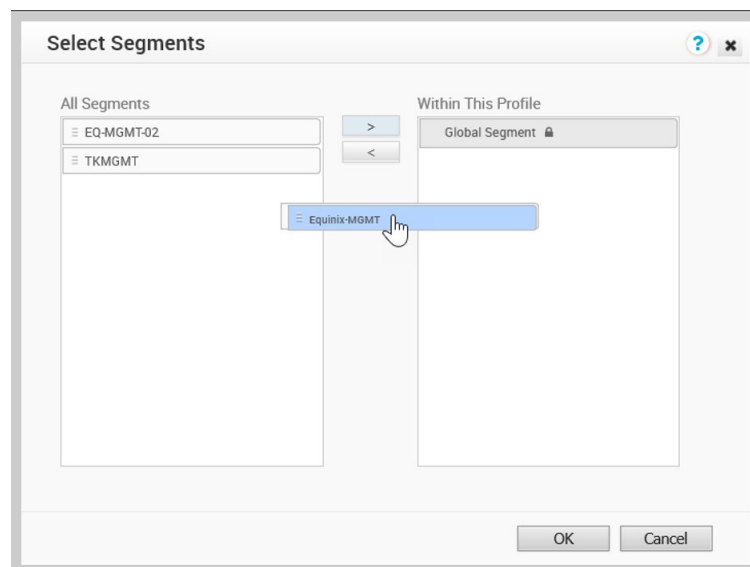 Select Segments
?
All Segments
Within This Profile
EQ-MGMT-02
>
Global Segment
TKMGMT
<
Equinix-MGMT
OK
Cancel